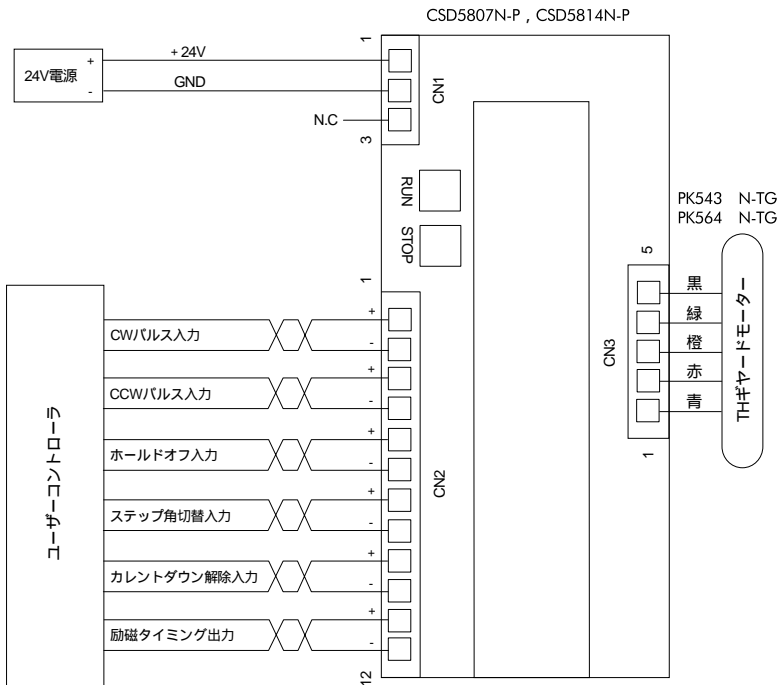 CSD5807N-P , CSD5814N-P
24V電源
+
-
+24V
GND
N.C
1
3
CN1
RUN
STOP
PK543 N-TG
PK564 N-TG
5
1
CN3
黒
緑
橙
赤
青
THギヤードモーター
ユーザーコントローラ
1
12
CN2
CWパルス入力
+
-
CCWパルス入力
+
-
ホールドオフ入力
+
-
ステップ角切替入力
+
-
カレントダウン解除入力
+
-
励磁タイミング出力
+
-